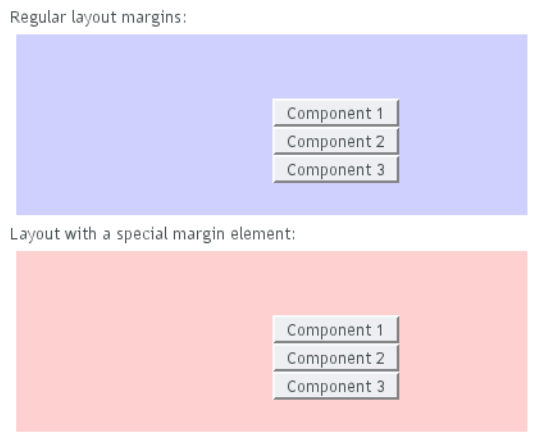 Regular layout margins:
Component 1
Component 2
Component 3
Layout with a special margin element:
Component 1
Component 2
Component 3